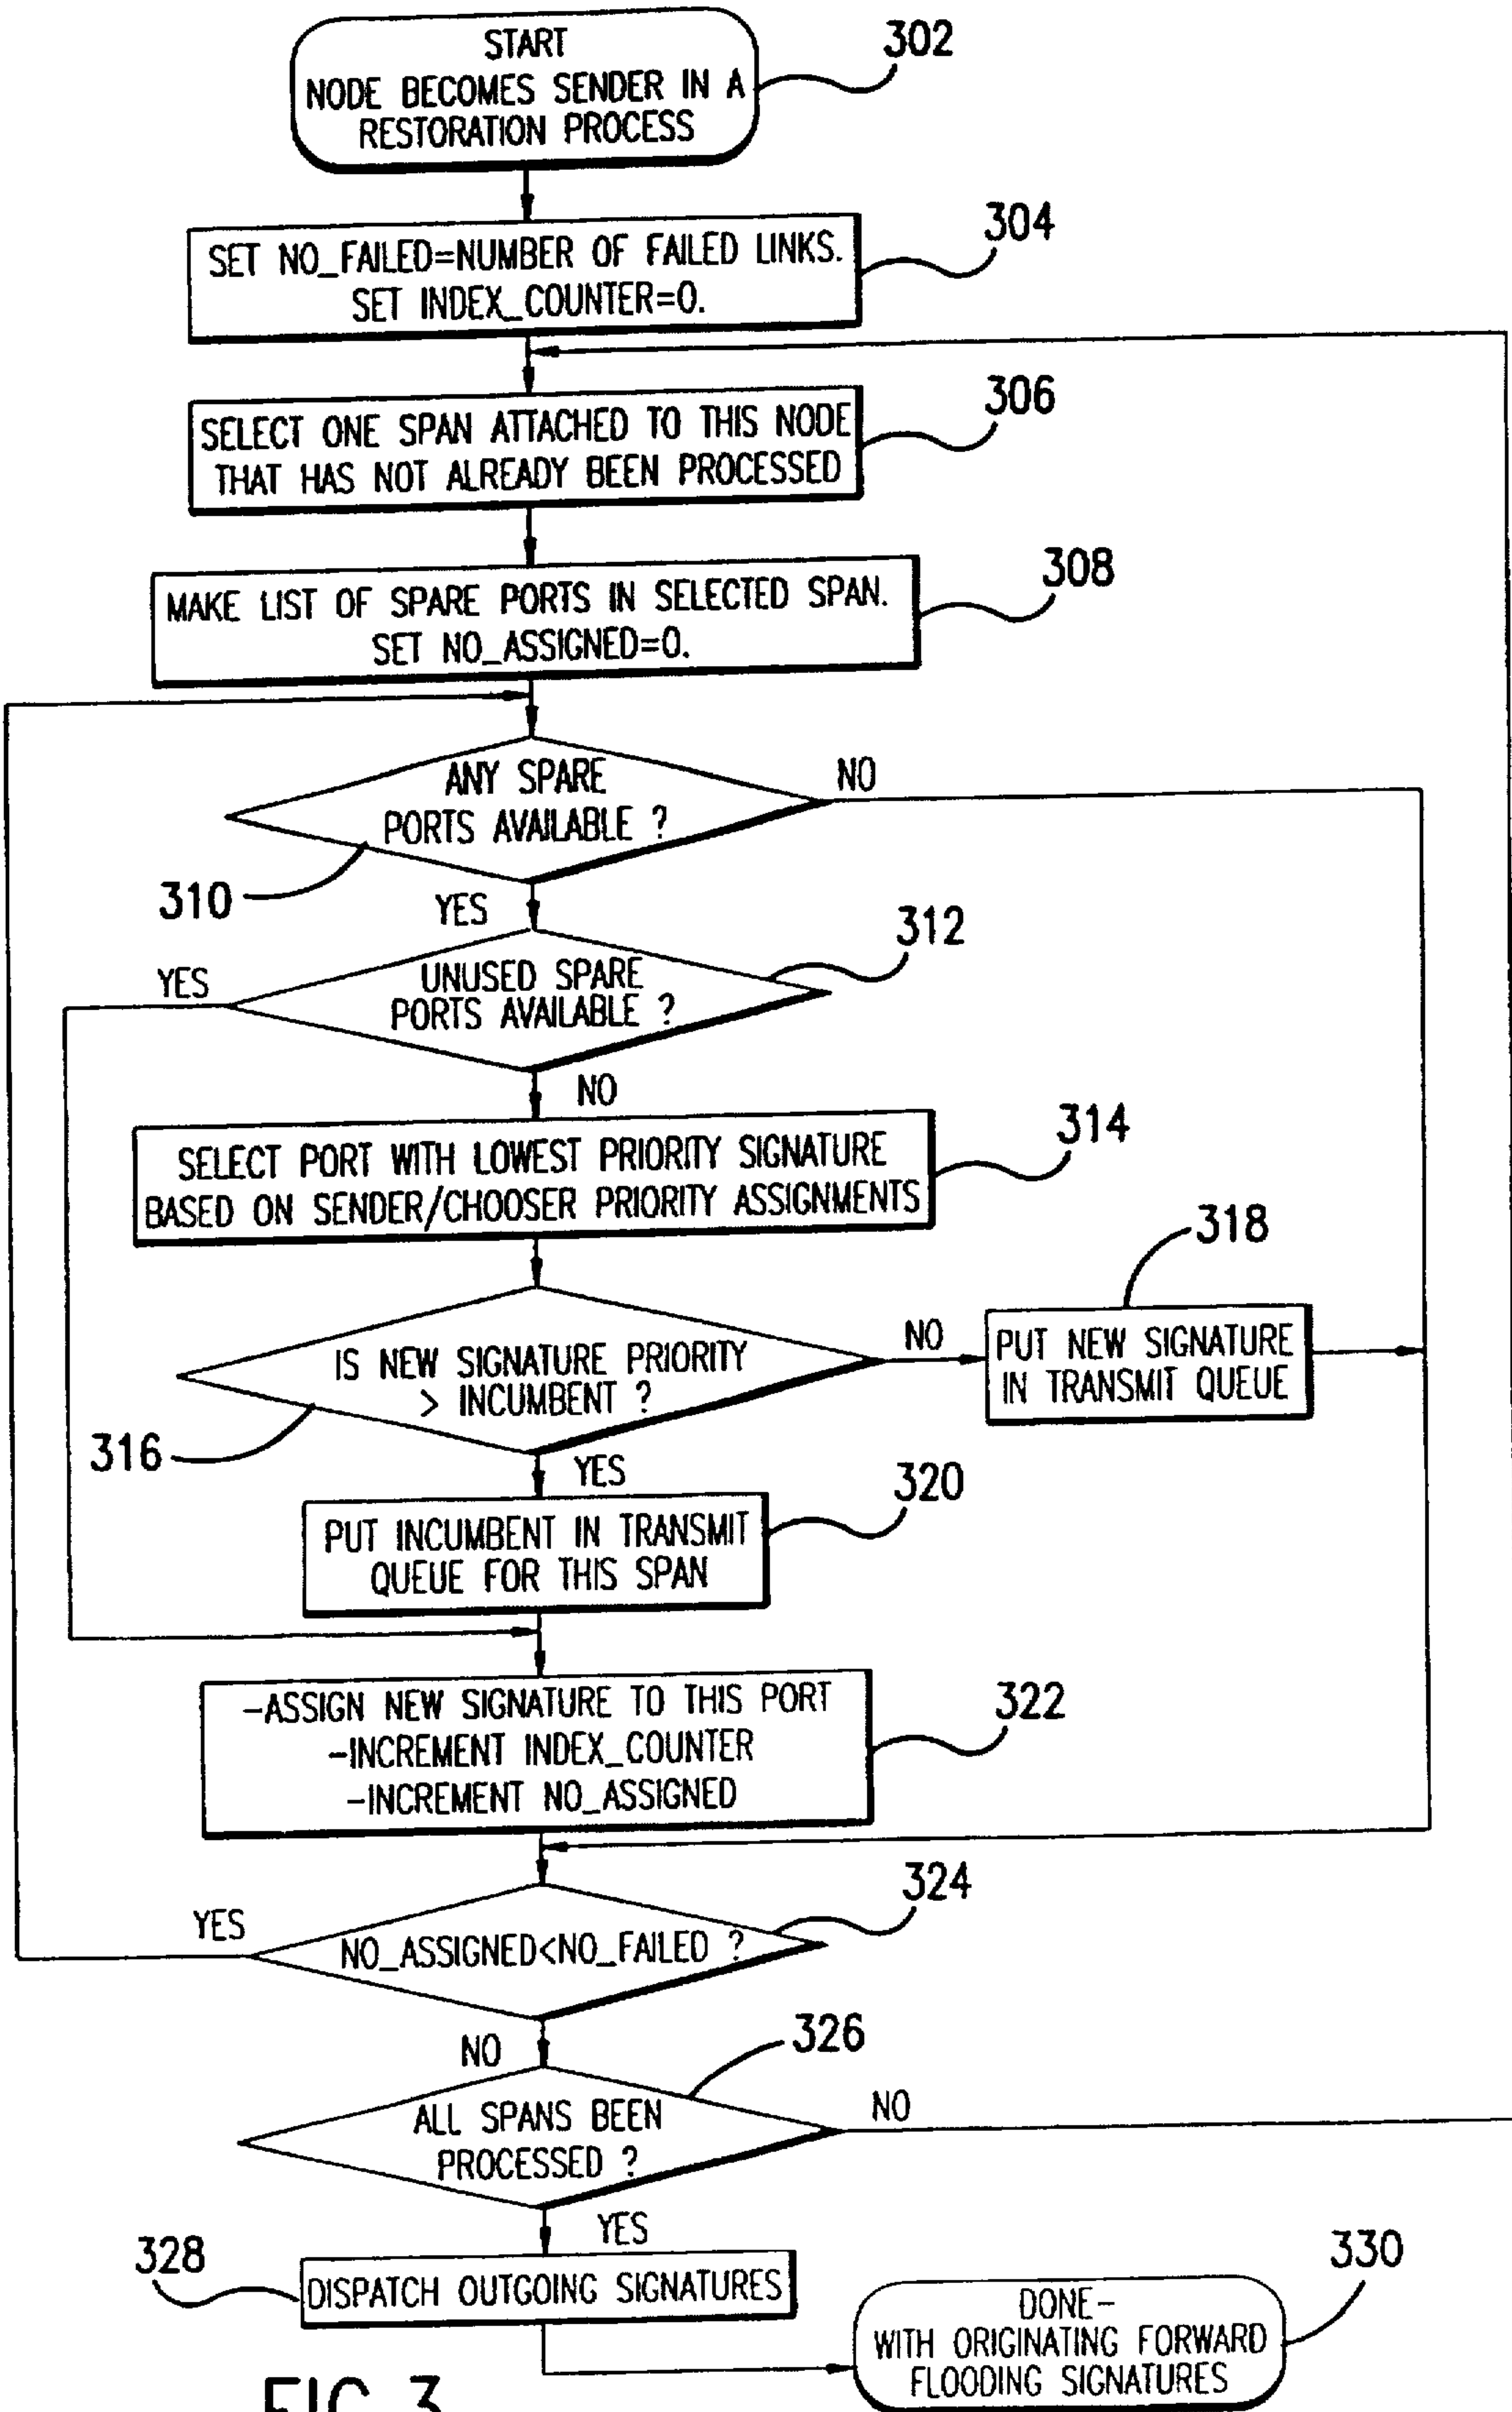 START
NODE BECOMES SENDER IN A
RESTORATION PROCESS
302
SET NO_FAILED=NUMBER OF FAILED LINKS.
SET INDEX_COUNTER=0.
304
SELECT ONE SPAN ATTACHED TO THIS NODE
THAT HAS NOT ALREADY BEEN PROCESSED
306
MAKE LIST OF SPARE PORTS IN SELECTED SPAN.
SET NO_ASSIGNED=0.
308
ANY SPARE
PORTS AVAILABLE ?
NO
310
YES
312
YES
UNUSED SPARE
PORTS AVAILABLE ?
NO
SELECT PORT WITH LOWEST PRIORITY SIGNATURE
BASED ON SENDER/CHOOSER PRIORITY ASSIGNMENTS
314
318
IS NEW SIGNATURE PRIORITY
> INCUMBENT ?
NO
PUT NEW SIGNATURE
IN TRANSMIT QUEUE
316
YES
PUT INCUMBENT IN TRANSMIT
QUEUE FOR THIS SPAN
320
-ASSIGN NEW SIGNATURE TO THIS PORT
-INCREMENT INDEX_COUNTER
-INCREMENT NO_ASSIGNED
322
324
YES
NO_ASSIGNED<NO_FAILED ?
NO
326
ALL SPANS BEEN
PROCESSED ?
NO
YES
328
DISPATCH OUTGOING SIGNATURES
330
DONE-
WITH ORIGINATING FORWARD
FLOODING SIGNATURES
FIG. 3